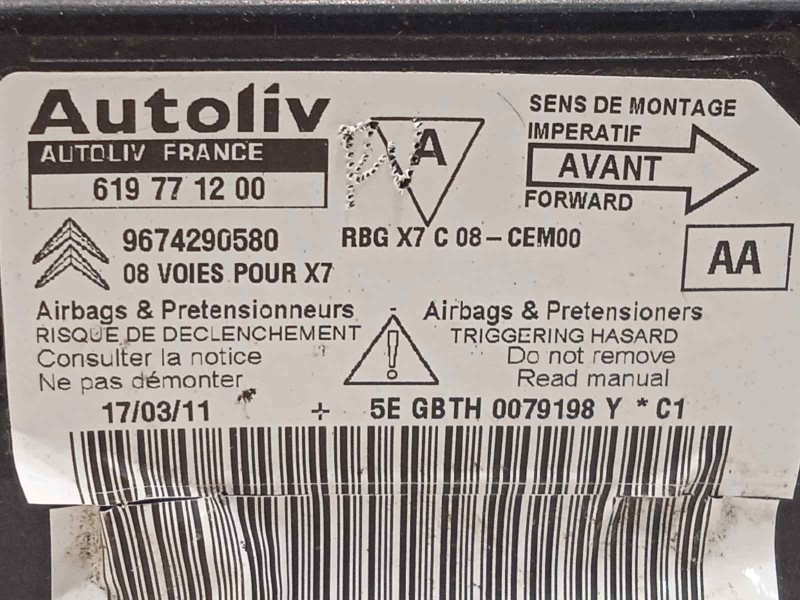 Autoliv
AUTOLIV FRANCE
619 77 12 00
A
SENS DE MONTAGE
IMPERATIF
AVANT
FORWARD
9674290580
08 VOIES POUR X7
RBG X7 C 08-CEM00
AA
Airbags & Pretensionneurs
RISQUE DE DECLENCHEMENT
Consulter la notice
Ne pas démonter
!
Airbags & Pretensioners
TRIGGERING HASARD
Do not remove
Read manual
17/03/11 ÷ 5E GBTH 0079198 Y * C1